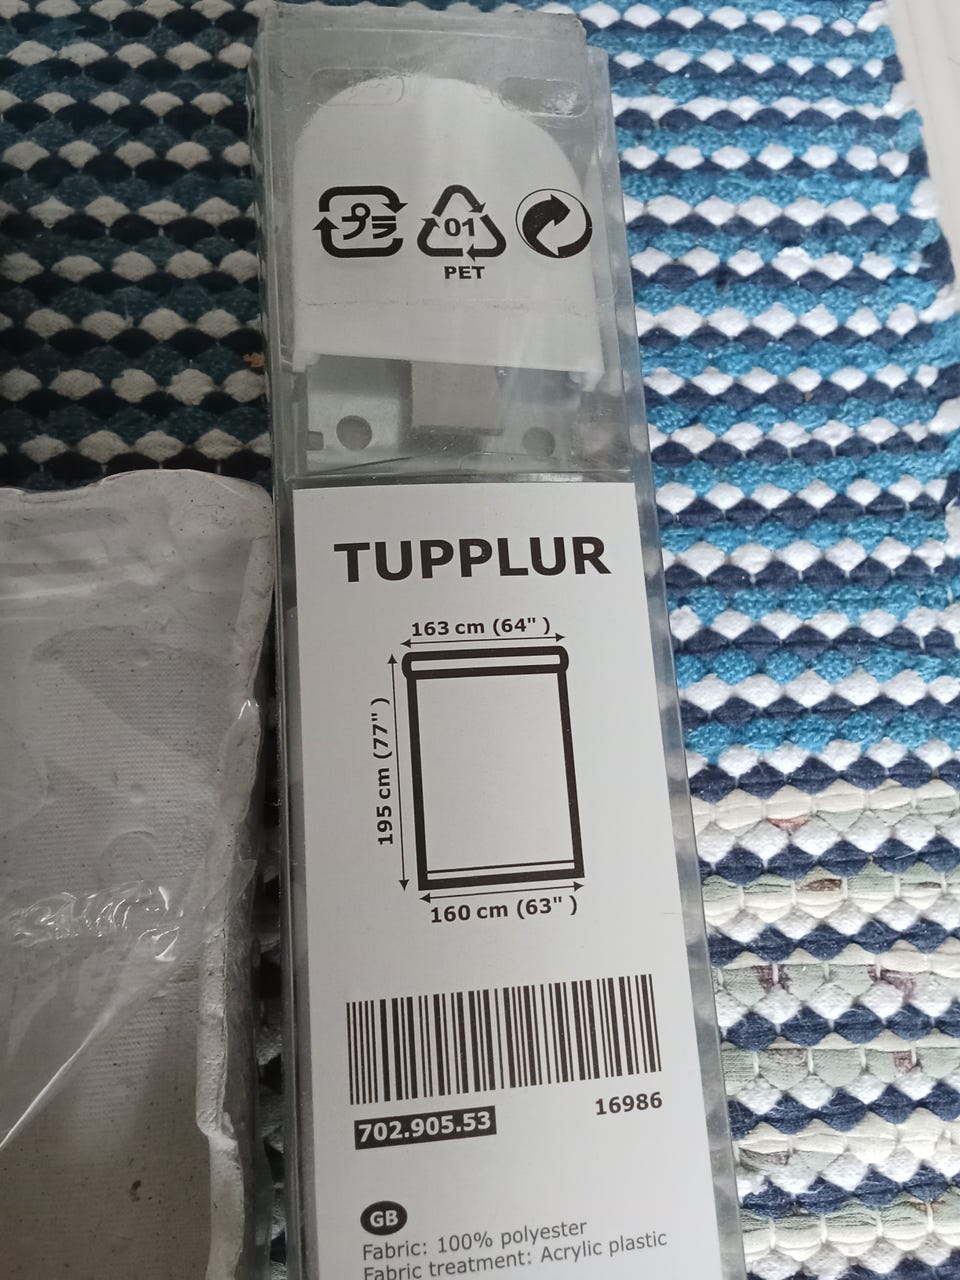 プラ
01
PET
TUPPLUR
163 cm (64" )
195 cm (77" )
160 cm (63" )
702.905.53
16986
GB
Fabric: 100% polyester
Fabric treatment: Acrylic plastic